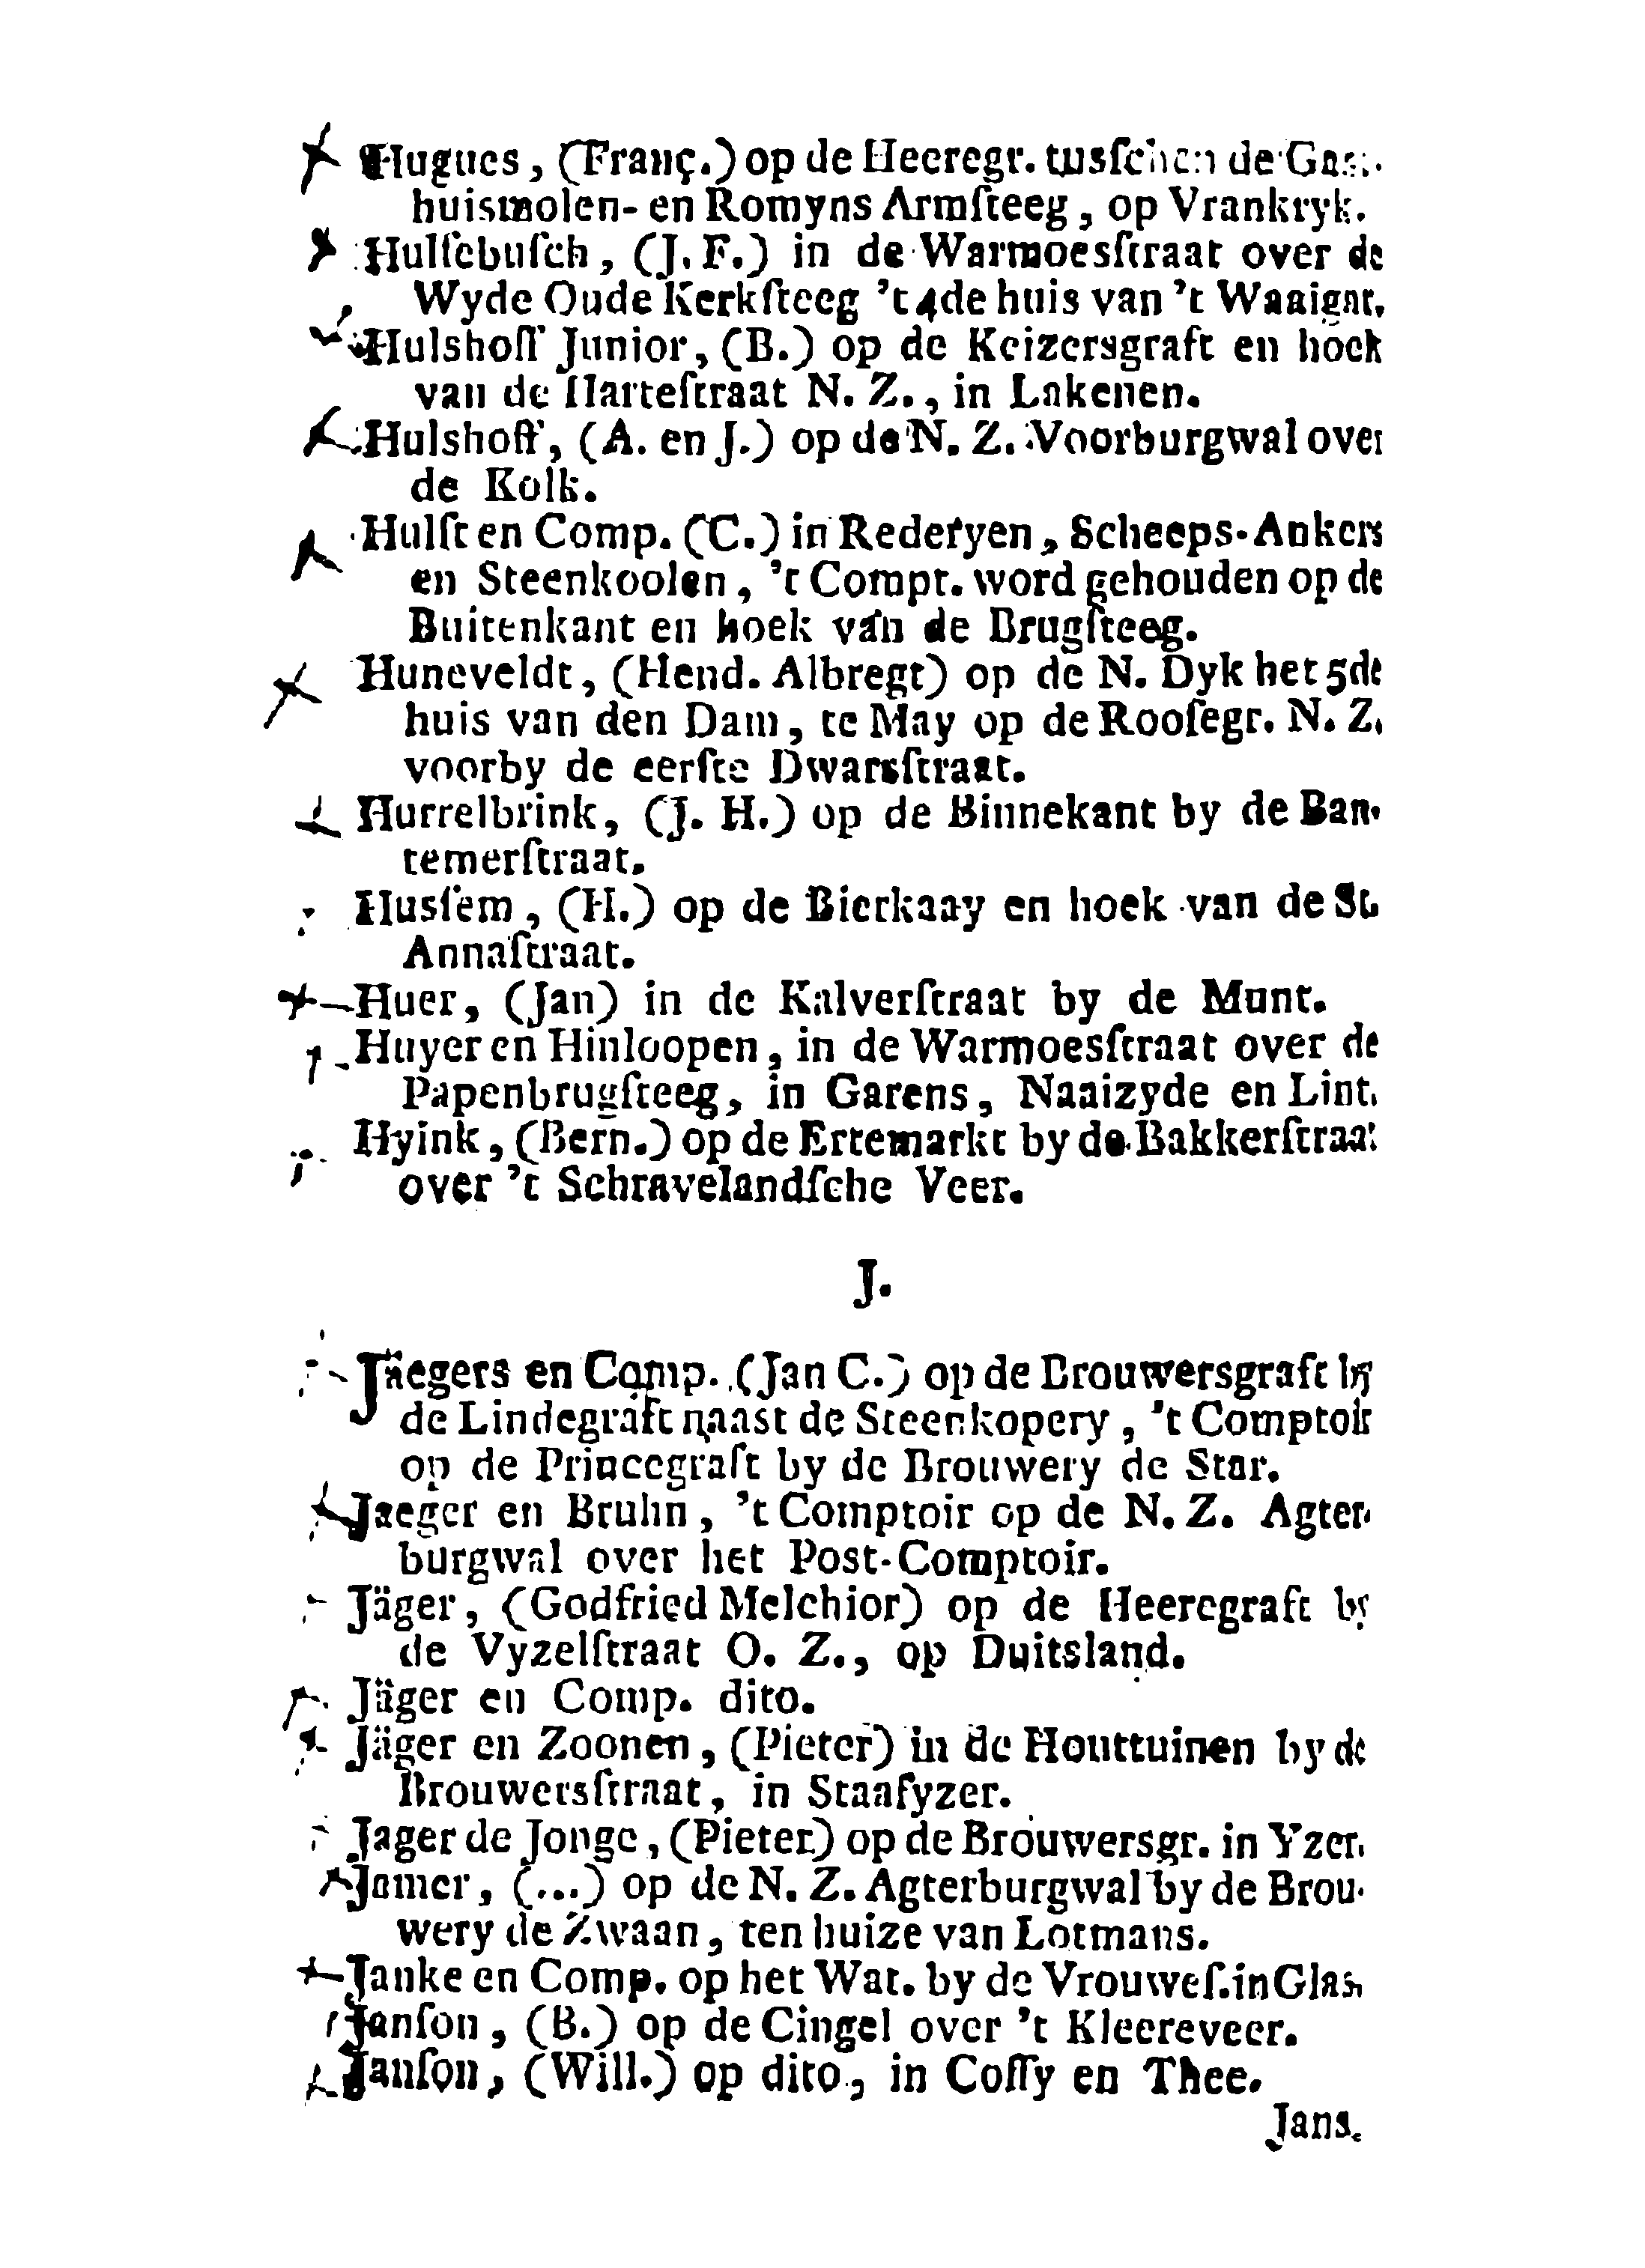 Hugues, (Franç.) op de Heeregr. tusſchen de Gas-
huismolen- en Romyns Armſteeg, op Vrankryk.
Hulſebuſch, (J. F.) in de Warmoesſtraat over de
Wyde Oude Kerkſteeg 't 4de huis van 't Waaigat.
Hulshoff Junior, (B.) op de Keizersgraft en hoek
van de Harteſtraat N. Z., in Lakenen.
Hulshoff, (A. en J.) op de N. Z. Voorburgwal over
de Kolk.
Hulſt en Comp. (C.) in Rederyen, Scheeps-Ankers
en Steenkoolen, 't Compt. word gehouden op de
Buitenkant en hoek van de Brugſteeg.
Huneveldt, (Hend. Albregt) op de N. Dyk het 5de
huis van den Dam, te May op de Rooſegr. N. Z.
voorby de eerſte Dwarsſtraat.
Hurrelbrink, (J. H.) op de Binnekant by de Ban-
temerſtraat.
Husſem, (H.) op de Bierkaay en hoek van de St.
Annaſtraat.
Huer, (Jan) in de Kalverſtraat by de Munt.
Huyer en Hinloopen, in de Warmoesſtraat over de
Papenbrugſteeg, in Garens, Naaizyde en Lint.
Hyink, (Bern.) op de Ertemarkt by de Bakkerſtraat
over 't Schravelandſche Veer.
J.
Jäegers en Comp. (Jan C.) op de Brouwersgraft by
de Lindegraft naast de Steenkopery, 't Comptoir
op de Princegraft by de Brouwery de Star.
Jaeger en Bruhn, 't Comptoir op de N. Z. Agter-
burgwal over het Post-Comptoir.
Jäger, (Godfried Melchior) op de Heeregraft by
de Vyzelſtraat O. Z., op Duitsland.
Jäger en Comp. dito.
Jäger en Zoonen, (Pieter) in de Houttuinen by de
Brouwersſtraat, in Staafyzer.
Jager de Jonge, (Pieter) op de Brouwersgr. in Yzer.
Jamer, (...) op de N. Z. Agterburgwal by de Brou-
wery de Zwaan, ten huize van Lotmans.
Janke en Comp. op het Wat. by de Vrouweſ. in Glas.
Janſon, (B.) op de Cingel over 't Kleereveer.
Janſon, (Will.) op dito, in Coffy en Thee.
Jans.